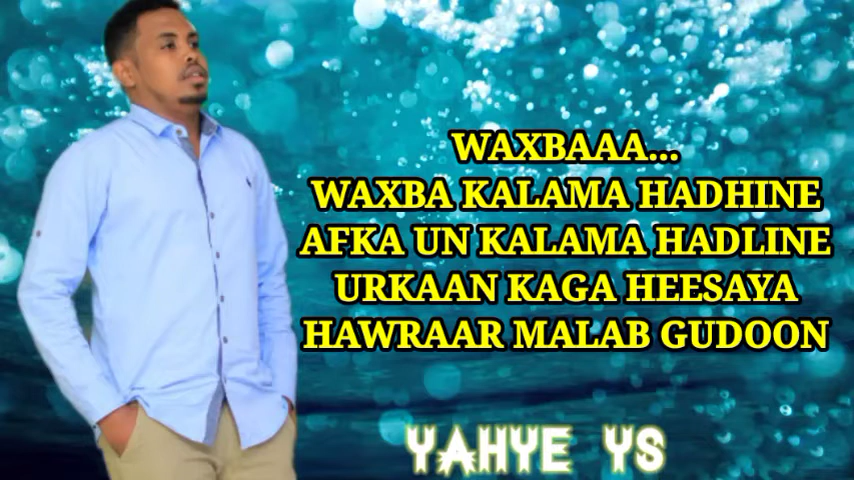 WAXBAAA...
WAXBA KALAMA HADHINE
AFKA UN KALAMA HADLINE
URKAAN KAGA HEESAYA
HAWRAAR MALAB GUDOON
YAHYE YS